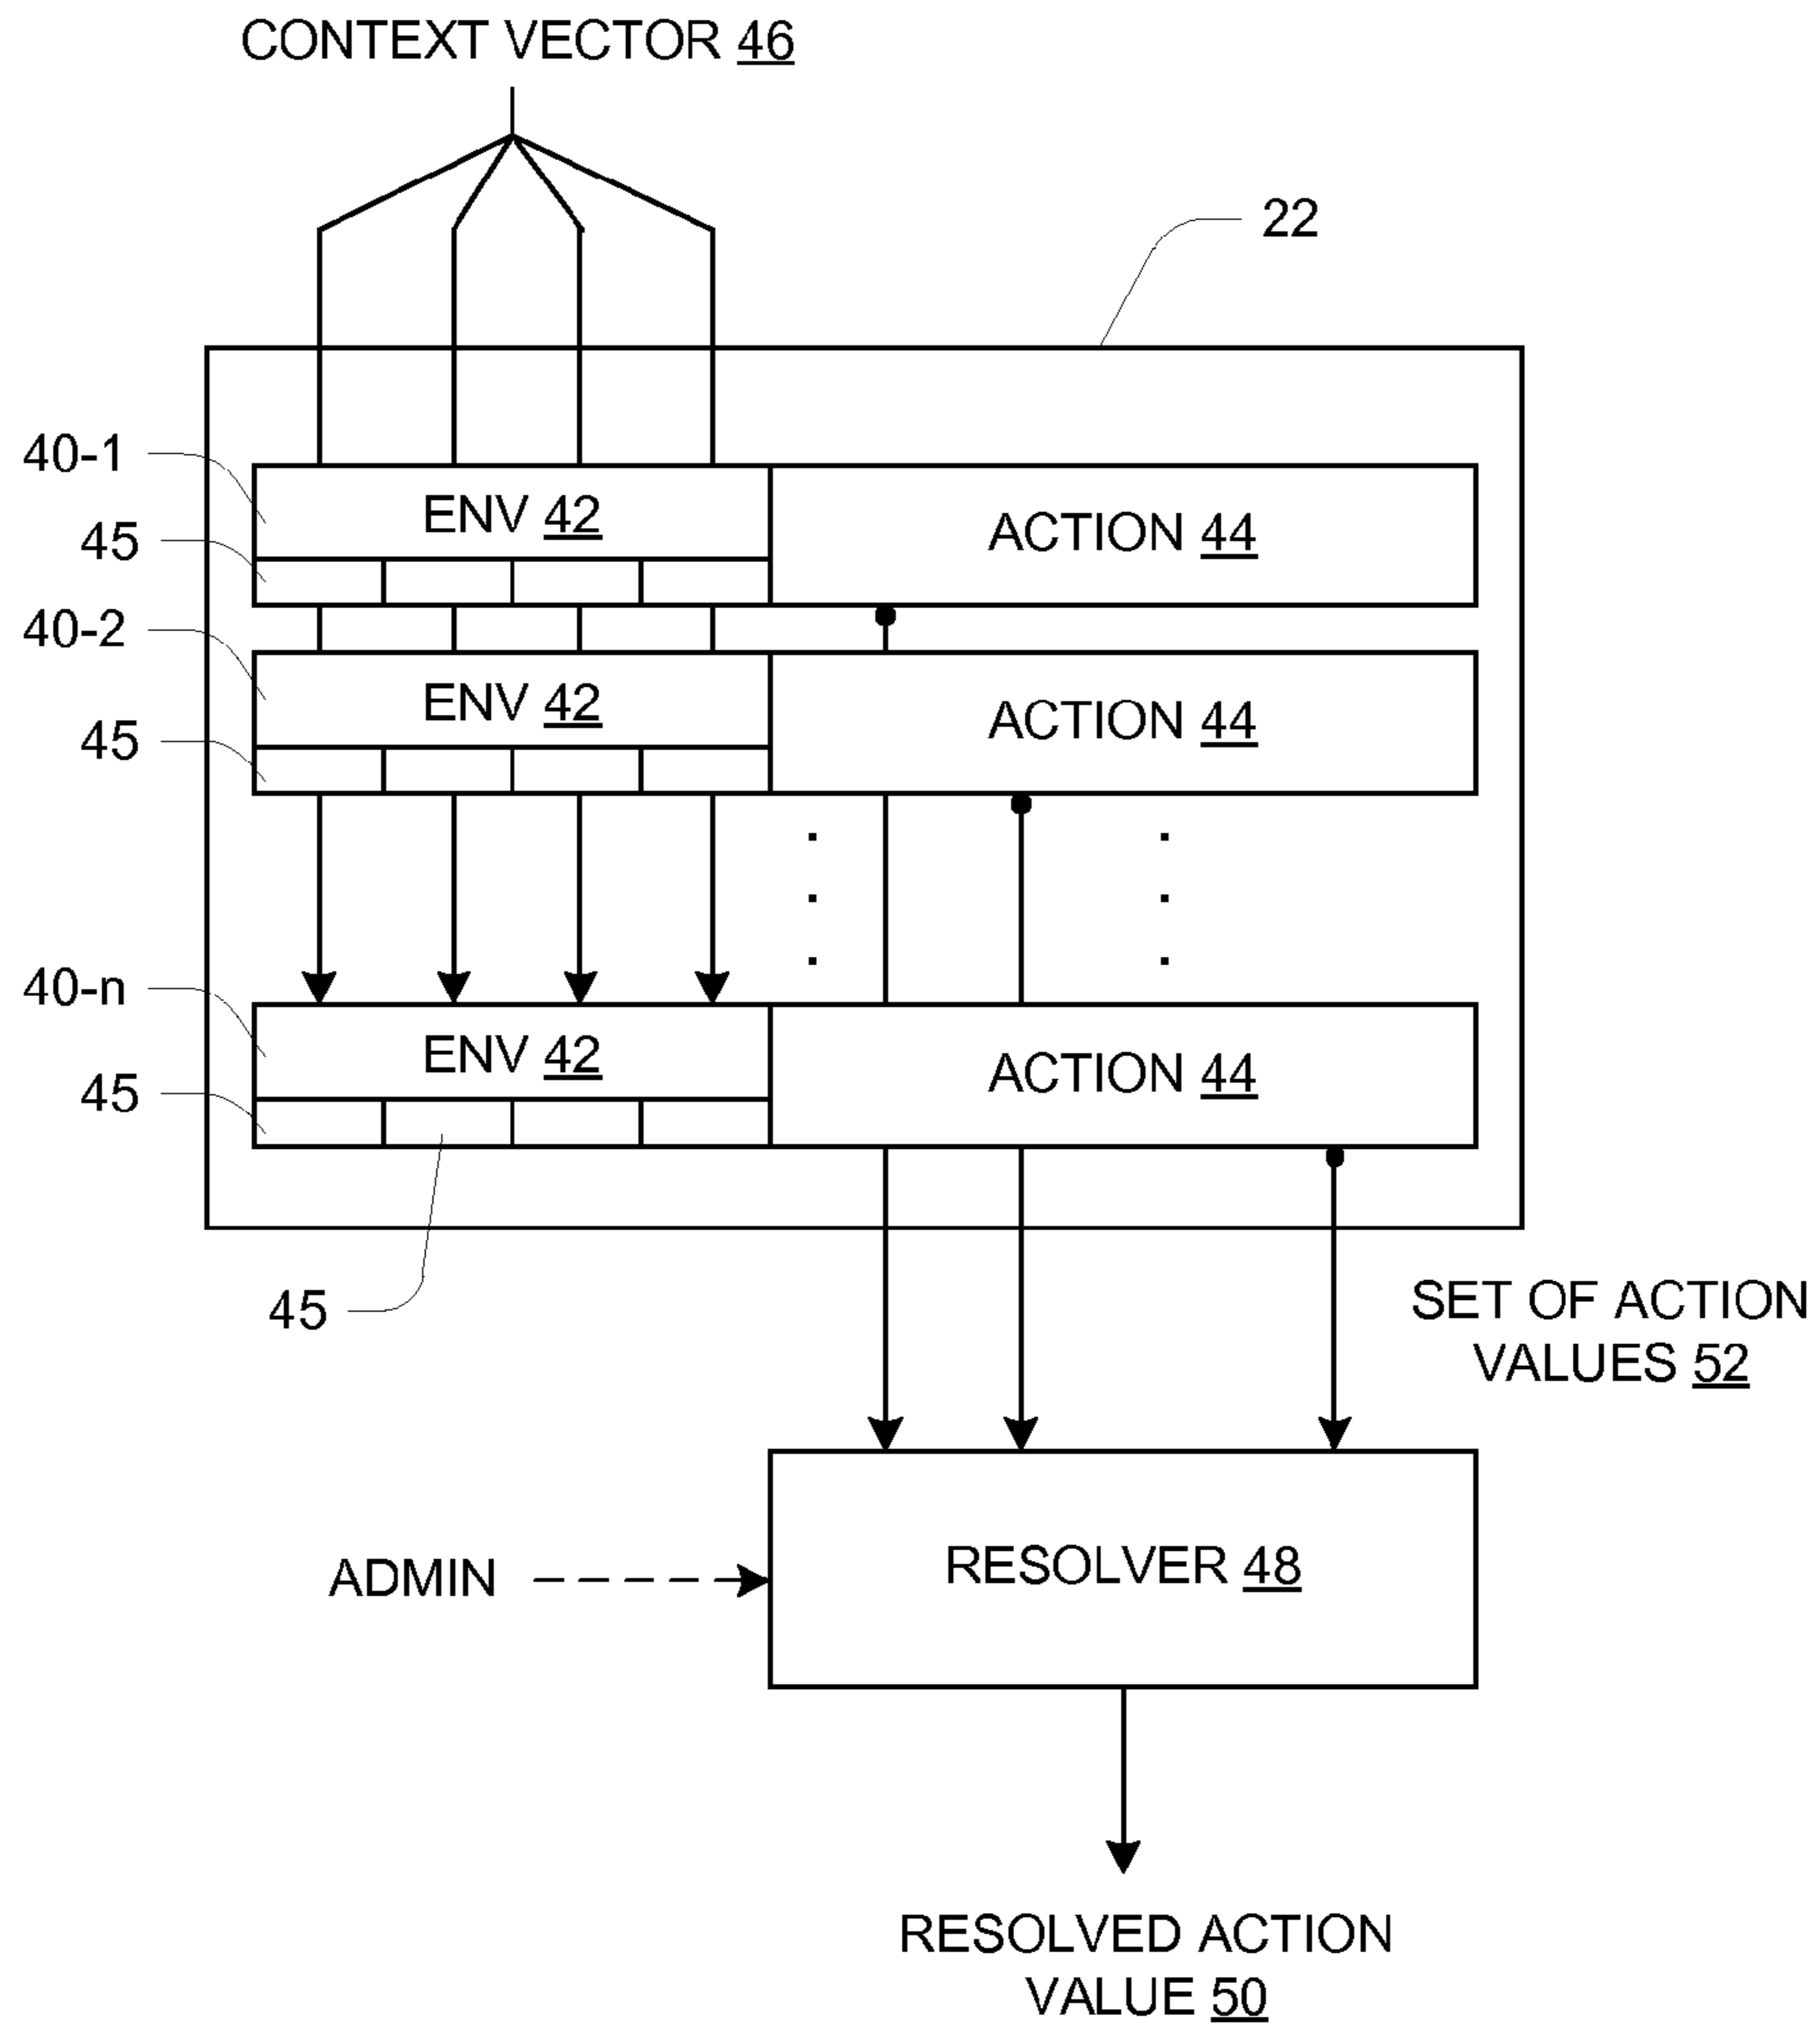 CONTEXT VECTOR 46
22
40-1
ENV 42
ACTION 44
45
40-2
ENV 42
ACTION 44
45
40-n
ENV 42
ACTION 44
45
45
SET OF ACTION
VALUES 52
ADMIN
RESOLVER 48
RESOLVED ACTION
VALUE 50